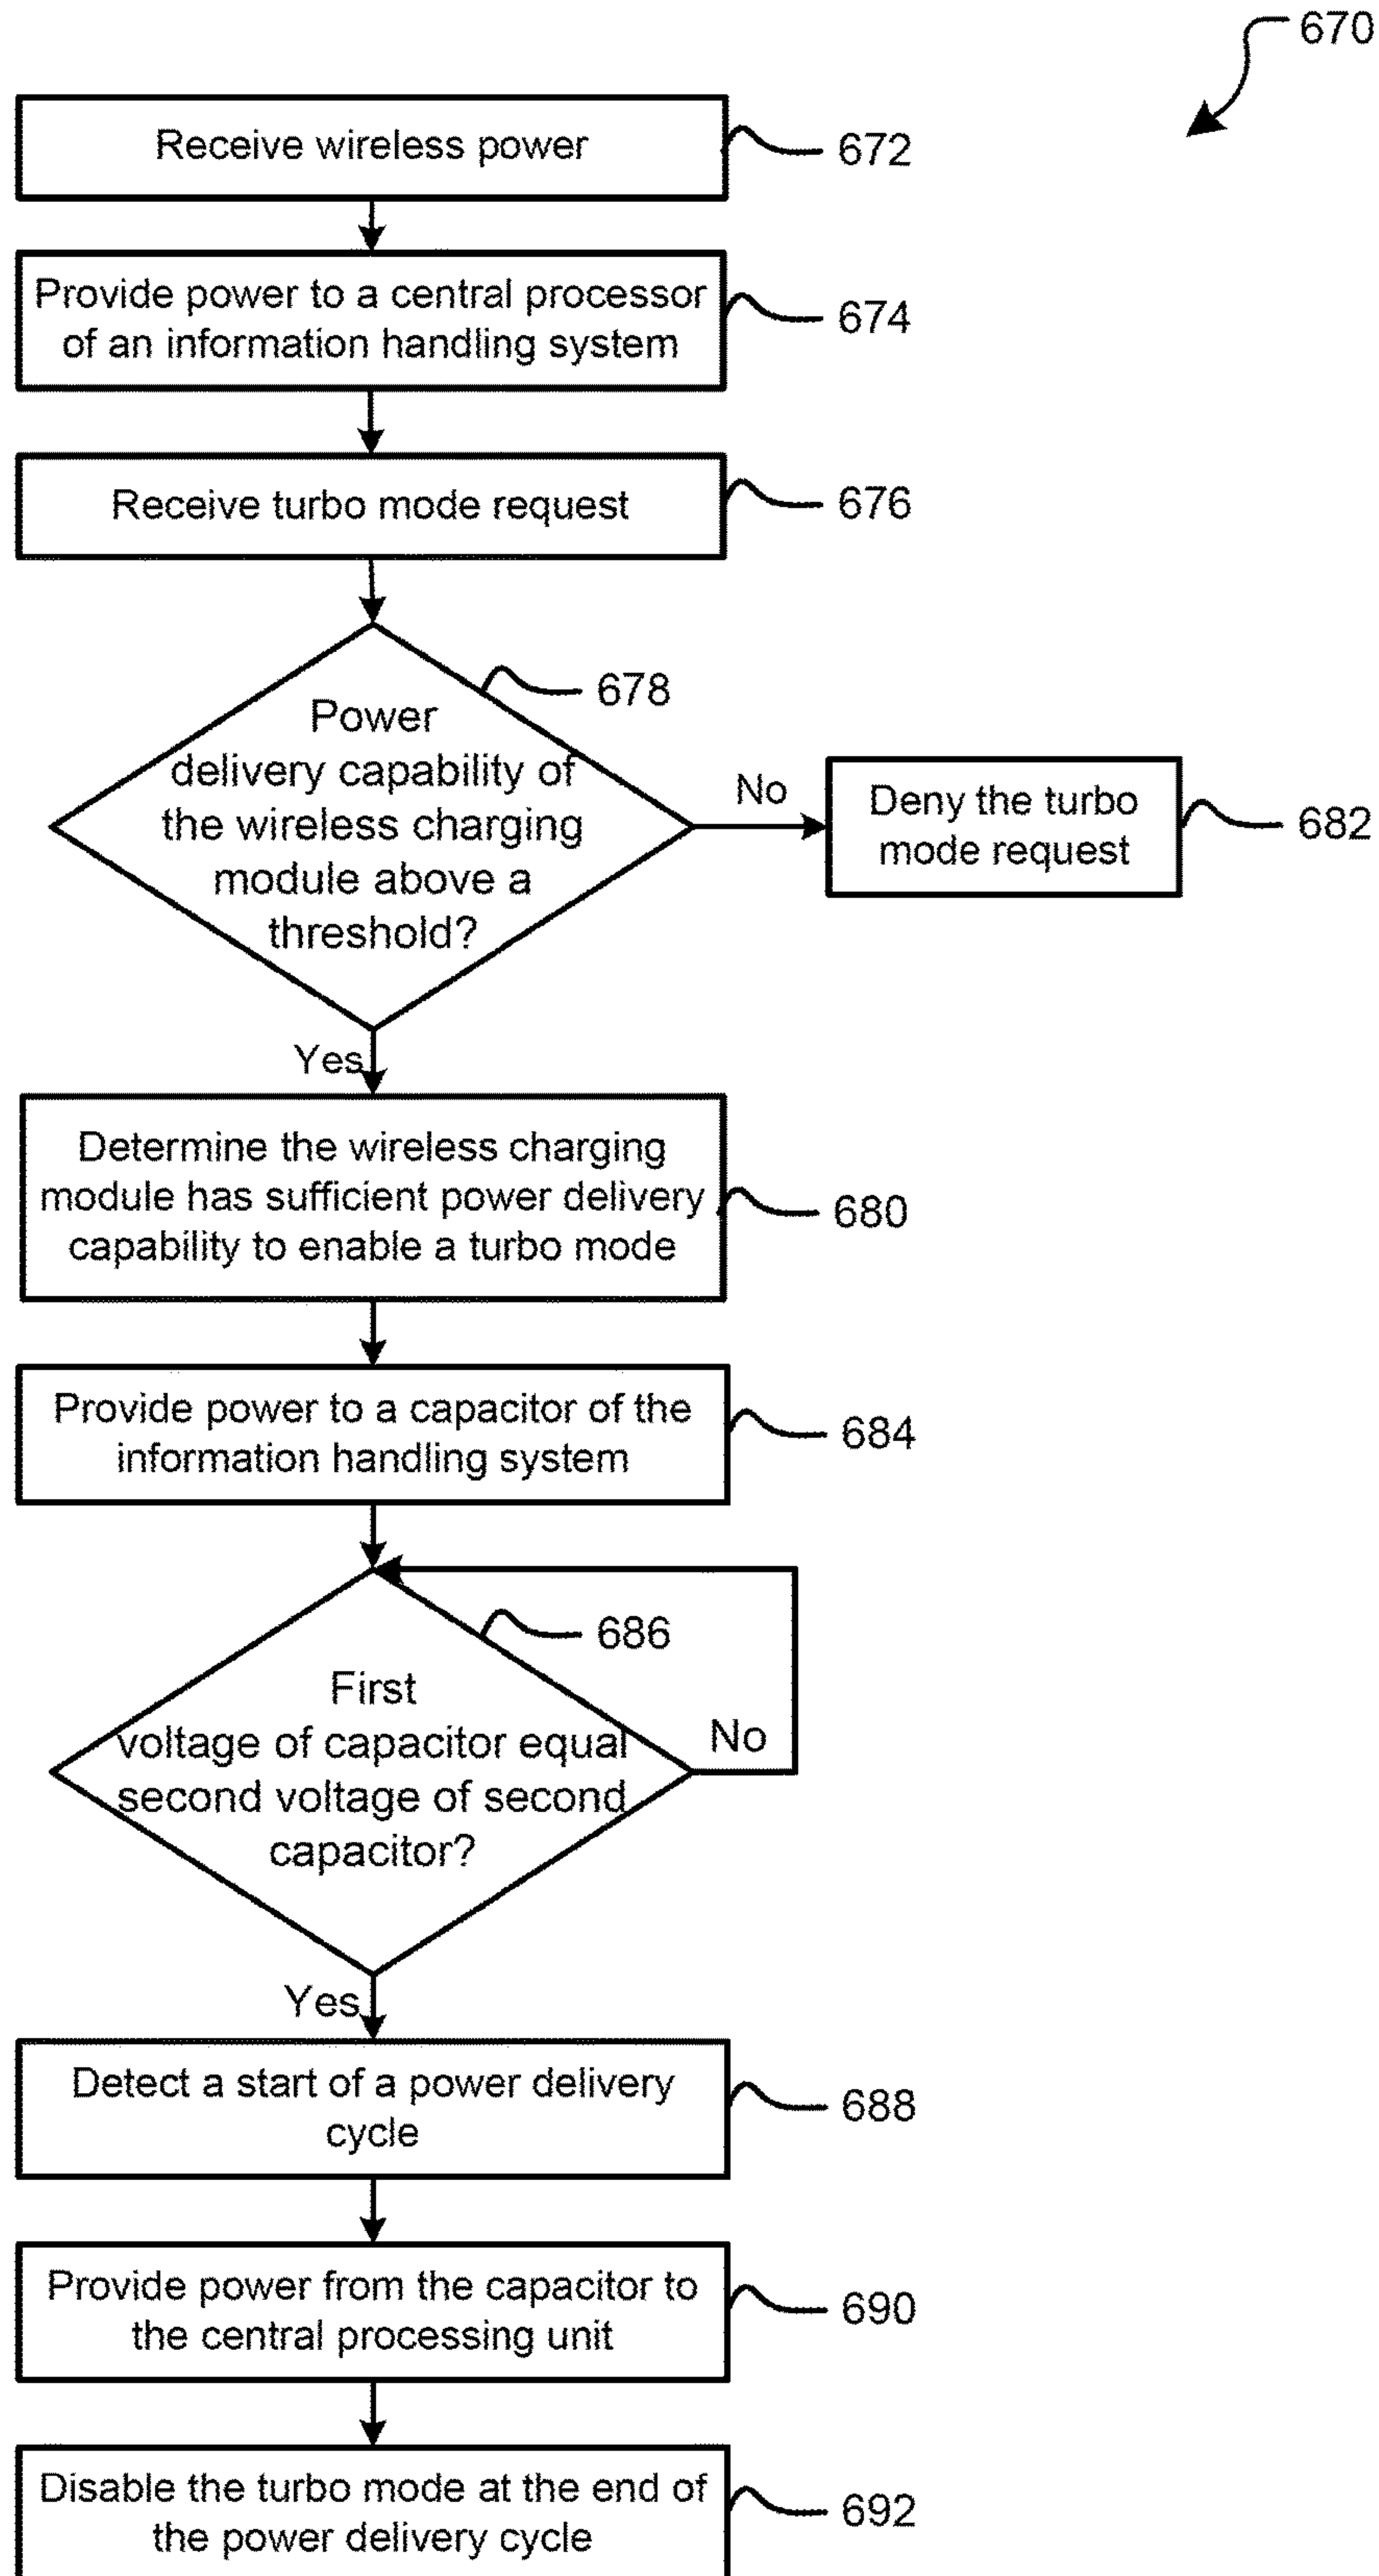 670
Receive wireless power
672
Provide power to a central processor
of an information handling system
674
Receive turbo mode request
676
678
Power
delivery capability of
the wireless charging
module above a
threshold?
No
Deny the turbo
mode request
682
Yes
Determine the wireless charging
module has sufficient power delivery
capability to enable a turbo mode
680
Provide power to a capacitor of the
information handling system
684
686
First
voltage of capacitor equal
second voltage of second
capacitor?
No
Yes
Detect a start of a power delivery
cycle
688
Provide power from the capacitor to
the central processing unit
690
Disable the turbo mode at the end of
the power delivery cycle
692